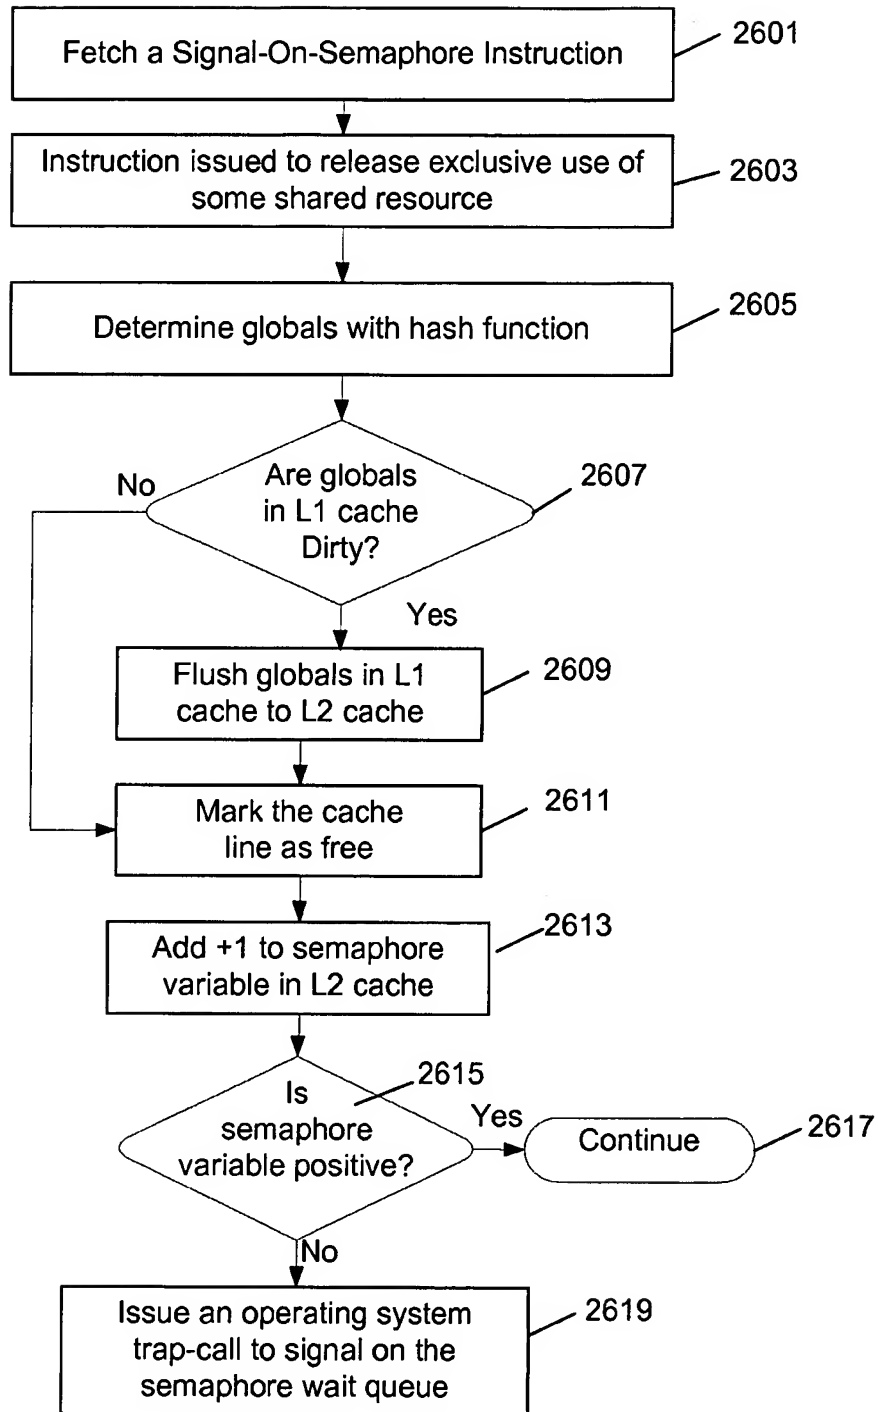 Fetch a Signal-On-Semaphore Instruction
2601
Instruction issued to release exclusive use of
some shared resource
2603
Determine globals with hash function
2605
Are globals
in L1 cache
Dirty?
2607
No
Yes
Flush globals in L1
cache to L2 cache
2609
Mark the cache
line as free
2611
Add +1 to semaphore
variable in L2 cache
2613
Is
semaphore
variable positive?
2615
Yes
Continue
2617
No
Issue an operating system
trap-call to signal on the
semaphore wait queue
2619